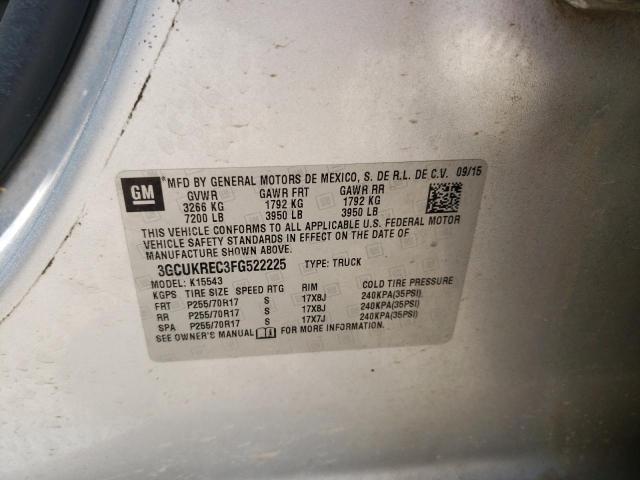 GM *MFD BY GENERAL MOTORS DE MEXICO, S. DE R.L. DE C.V. 09/15
GVWR GAWR FRT GAWR RR
3266 KG 1792 KG 1792 KG
7200 LB 3950 LB 3950 LB
THIS VEHICLE CONFORMS TO ALL APPLICABLE U.S. FEDERAL MOTOR
VEHICLE SAFETY STANDARDS IN EFFECT ON THE DATE OF
MANUFACTURE SHOWN ABOVE.
3GCUKREC3FG522225 TYPE: TRUCK
MODEL: K15543
KGPS TIRE SIZE SPEED RTG RIM COLD TIRE PRESSURE
FRT P255/70R17 S 17X8J 240KPA(35PSI)
RR P255/70R17 S 17X8J 240KPA(35PSI)
SPA P255/70R17 S 17X7J 240KPA(35PSI)
SEE OWNER'S MANUAL FOR MORE INFORMATION.